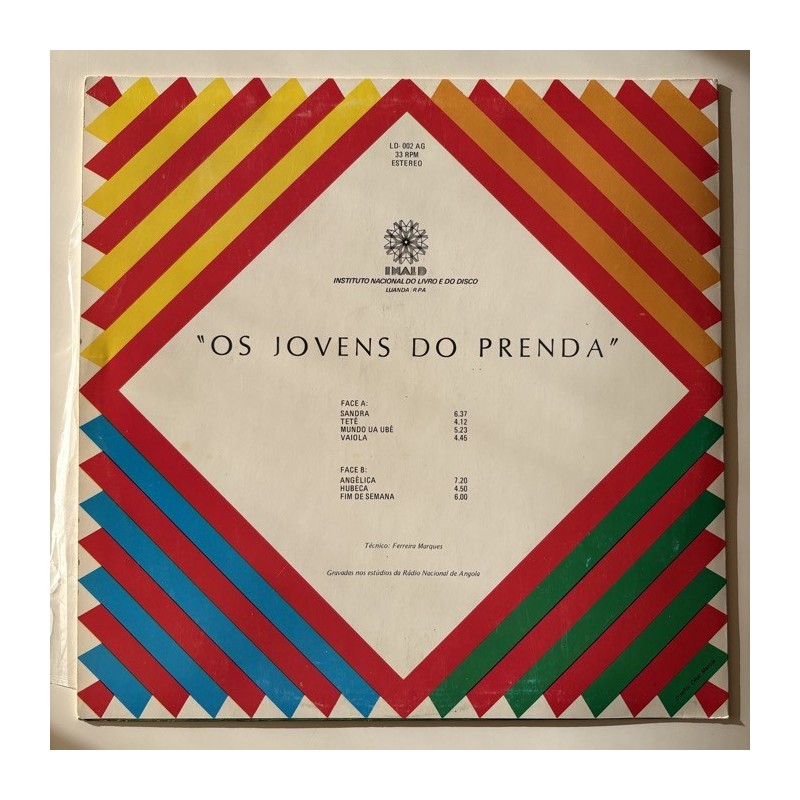 LD-002 AG
33 RPM
ESTEREO
INALD
INSTITUTO NACIONAL DO LIVRO E DO DISCO
LUANDA/RPA
"OS JOVENS DO PRENDA"
FACE A:
SANDRA 6.37
TETÊ 4.12
MUNDO UA UBÊ 5.23
VAIOLA 4.45
FACE B:
ANGÊLICA 7.20
HUBECA 4.50
FIM DE SEMANA 6.00
Técnico: Ferreira Marques
Gravadas nos estúdios da Rádio Nacional de Angola